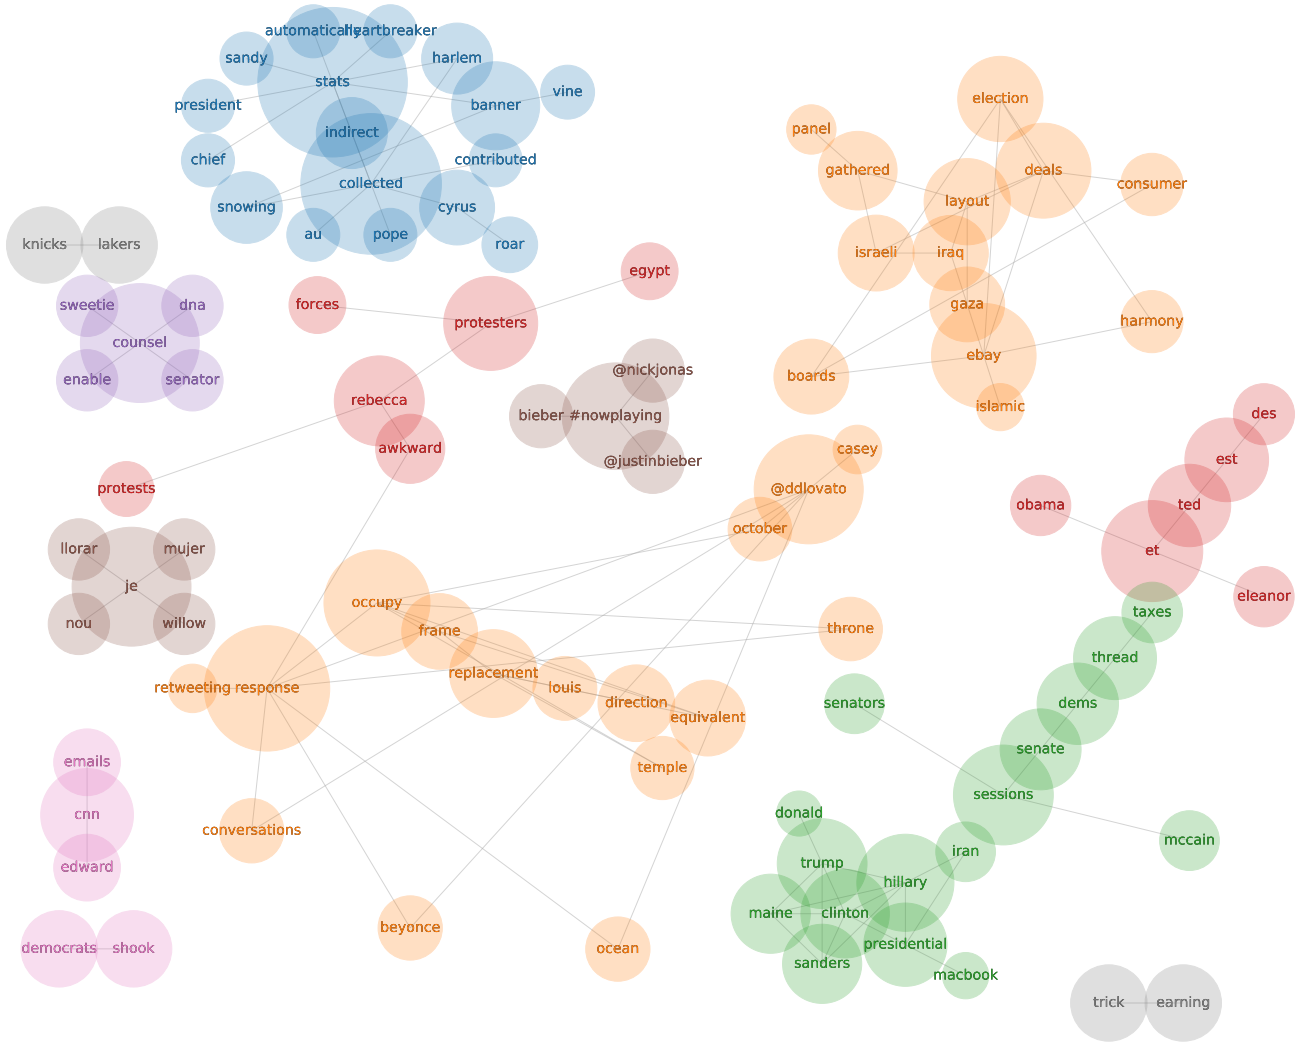 automatically
heartbreaker
sandy
harlem
stats
president
banner
vine
indirect
chief
contributed
collected
snowing
cyrus
au
pope
roar
knicks
lakers
sweetie
dna
counsel
enable
senator
election
panel
gathered
deals
consumer
layout
israeli
iraq
gaza
harmony
ebay
boards
islamic
egypt
forces
protesters
rebecca
awkward
protests
@nickjonas
bieber
#nowplaying
@justinbieber
casey
@ddlovato
october
des
est
ted
obama
et
eleanor
llorar
mujer
je
nou
willow
occupy
frame
throne
replacement
retweeting
response
louis
direction
equivalent
temple
conversations
beyonce
ocean
taxes
thread
dems
senators
senate
sessions
mccain
donald
iran
trump
hillary
maine
clinton
presidential
sanders
macbook
emails
cnn
edward
democrats
shook
trick
earning